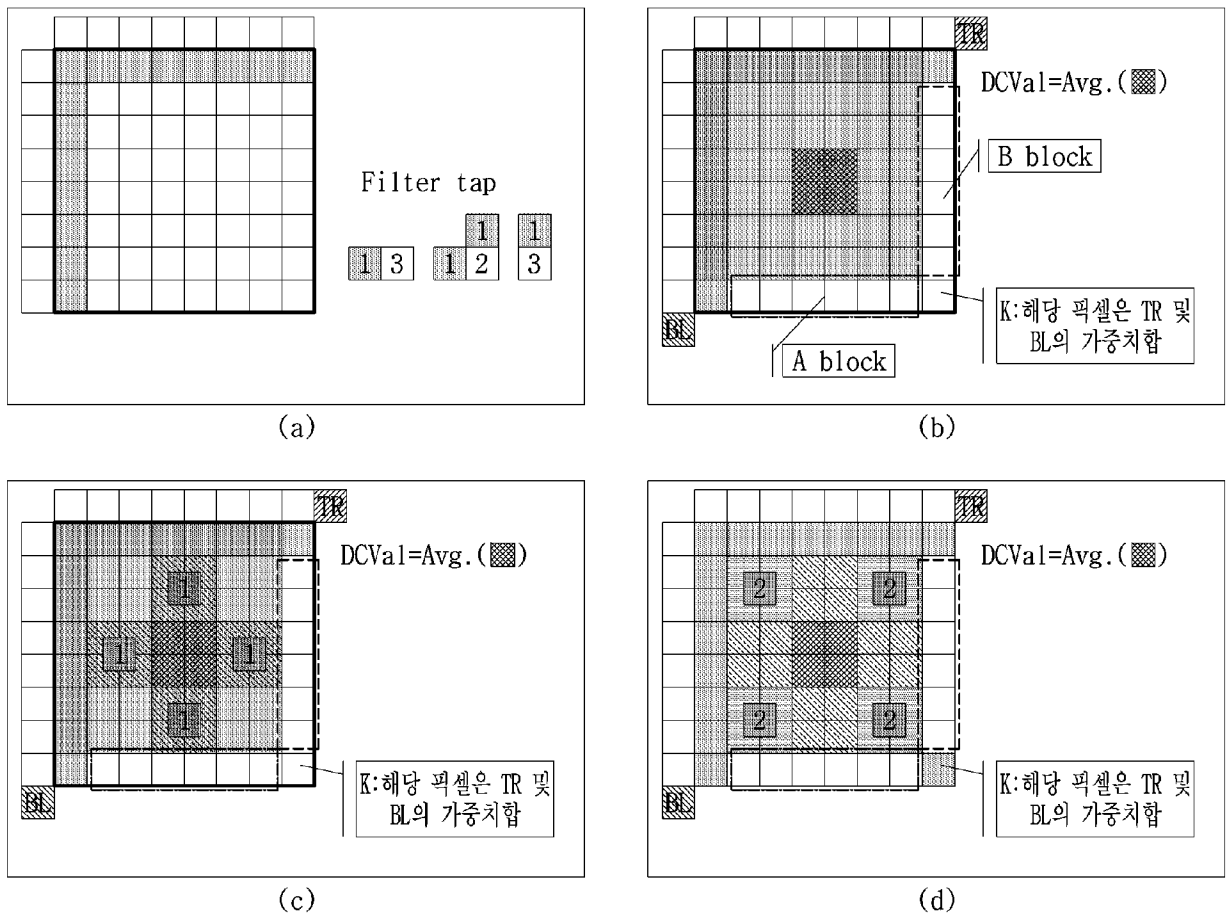 Filter tap
1
1
1 3
1 2
3
(a)
TR
DCVal=Avg.( )
B block
K:해당 픽셀은 TR 및
BL의 가중치합
BL
A block
(b)
TR
DCVal=Avg.( )
1
1
1
1
K:해당 픽셀은 TR 및
BL의 가중치합
BL
(c)
TR
DCVal=Avg.( )
2
2
2
2
K:해당 픽셀은 TR 및
BL의 가중치합
BL
(d)